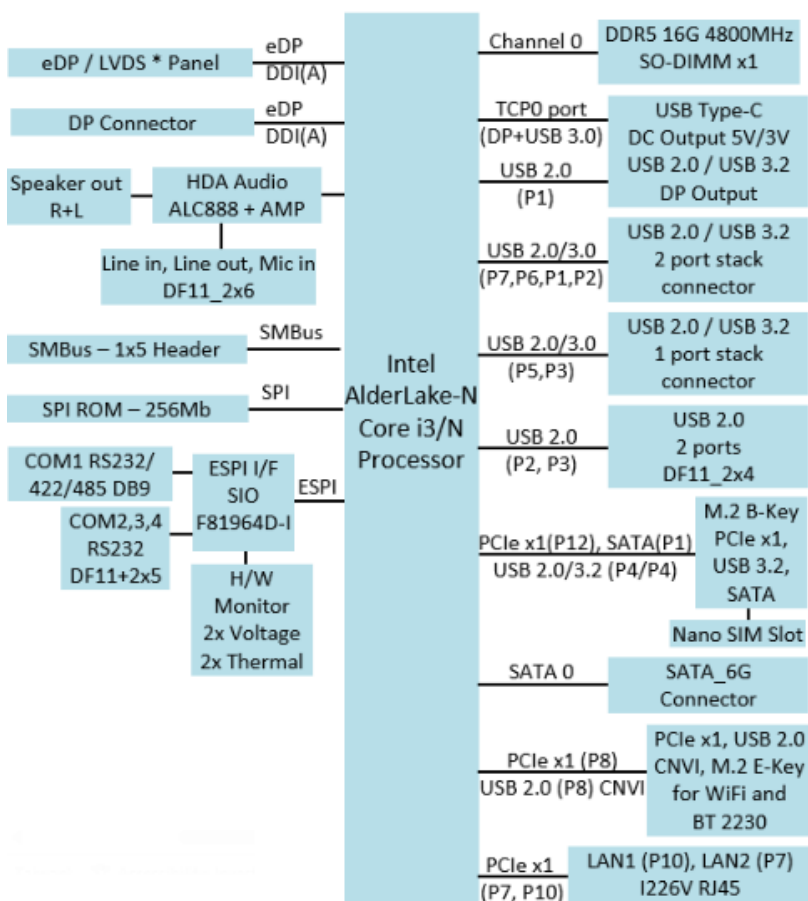 eDP / LVDS * Panel
eDP
DDI(A)
DP Connector
eDP
DDI(A)
Speaker out
R+L
HDA Audio
ALC888 + AMP
Line in, Line out, Mic in
DF11_2x6
SMBus – 1x5 Header
SMBus
SPI ROM – 256Mb
SPI
COM1 RS232/
422/485 DB9
COM2,3,4
RS232
DF11+2x5
ESPI I/F
SIO
F81964D-I
ESPI
H/W
Monitor
2x Voltage
2x Thermal
Intel
AlderLake-N
Core i3/N
Processor
Channel 0
DDR5 16G 4800MHz
SO-DIMM x1
TCP0 port
(DP+USB 3.0)
USB 2.0
(P1)
USB Type-C
DC Output 5V/3V
USB 2.0 / USB 3.2
DP Output
USB 2.0/3.0
(P7,P6,P1,P2)
USB 2.0 / USB 3.2
2 port stack
connector
USB 2.0/3.0
(P5,P3)
USB 2.0 / USB 3.2
1 port stack
connector
USB 2.0
(P2, P3)
USB 2.0
2 ports
DF11_2x4
PCIe x1(P12), SATA(P1)
USB 2.0/3.2 (P4/P4)
M.2 B-Key
PCIe x1,
USB 3.2,
SATA
Nano SIM Slot
SATA 0
SATA_6G
Connector
PCIe x1 (P8)
USB 2.0 (P8) CNVI
PCIe x1, USB 2.0
CNVI, M.2 E-Key
for WiFi and
BT 2230
PCIe x1
(P7, P10)
LAN1 (P10), LAN2 (P7)
I226V RJ45